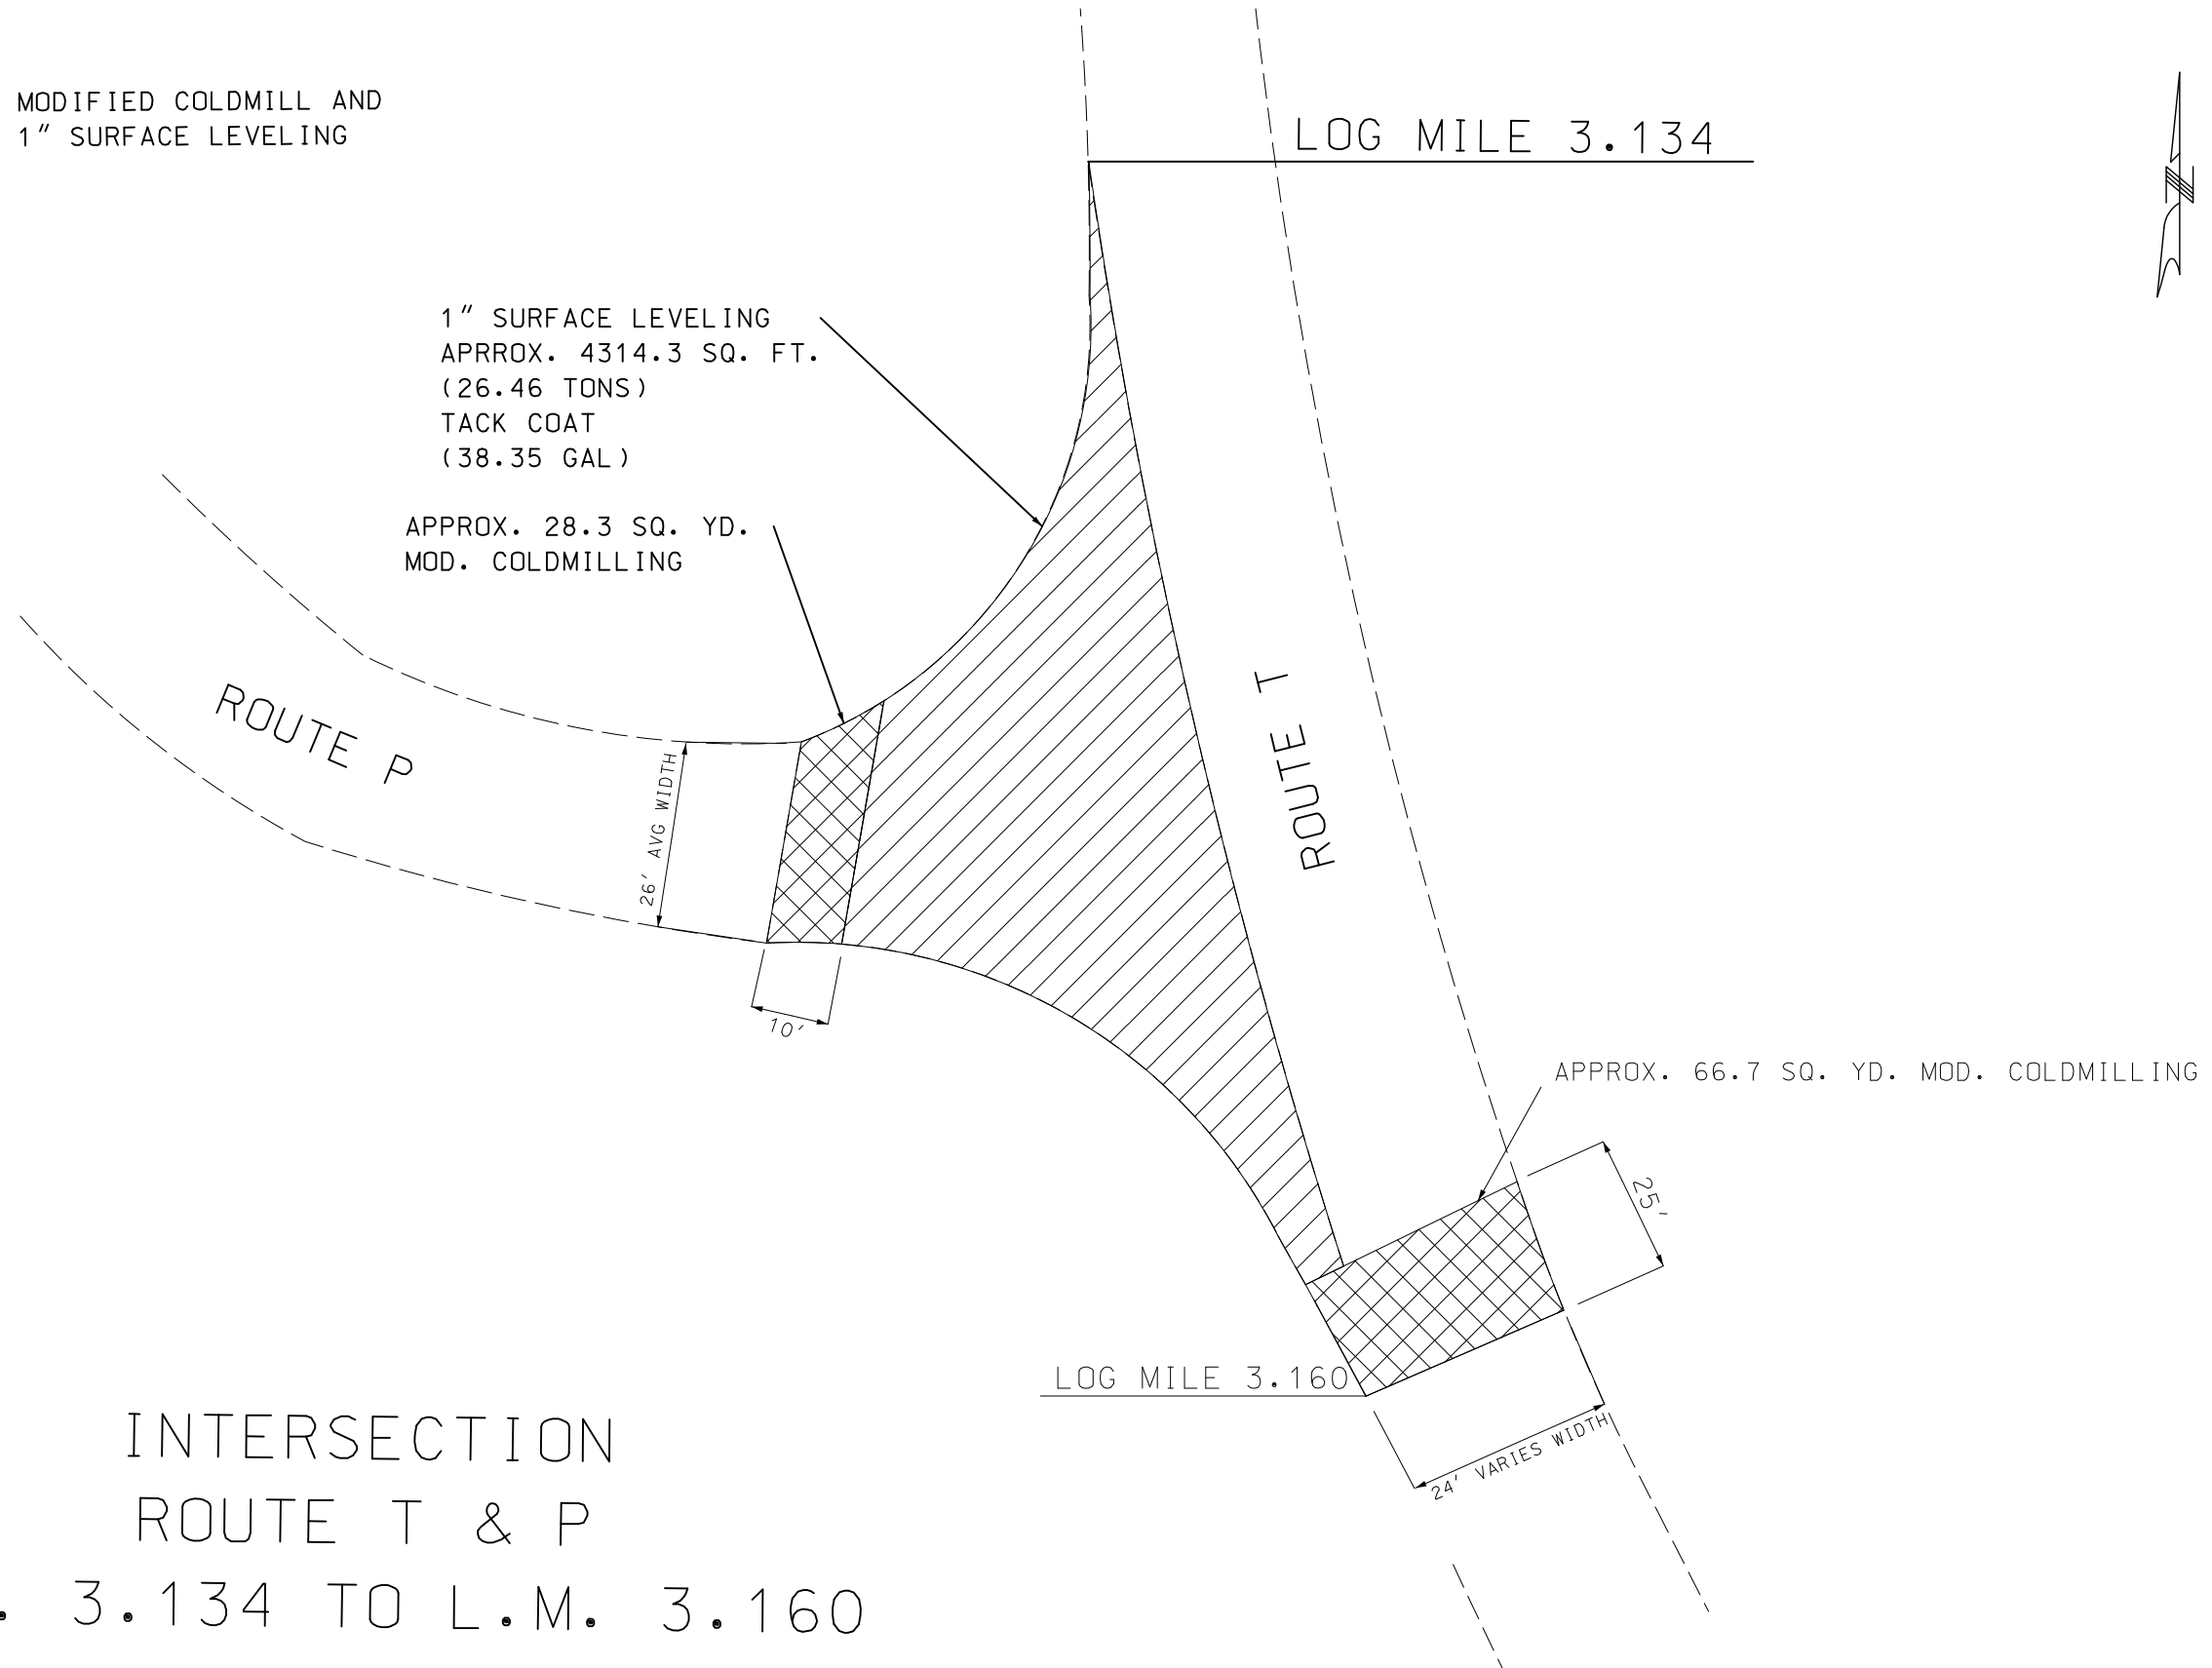 MODIFIED COLDMILL AND
1" SURFACE LEVELING
LOG MILE 3.134
N
1" SURFACE LEVELING
APRROX. 4314.3 SQ. FT.
(26.46 TONS)
TACK COAT
(38.35 GAL)
APPROX. 28.3 SQ. YD.
MOD. COLDMILLING
ROUTE P
26' AVG WIDTH
ROUTE T
10'
APPROX. 66.7 SQ. YD. MOD. COLDMILLING
25'
LOG MILE 3.160
24' VARIES WIDTH
INTERSECTION
ROUTE T & P
. 3.134 TO L.M. 3.160